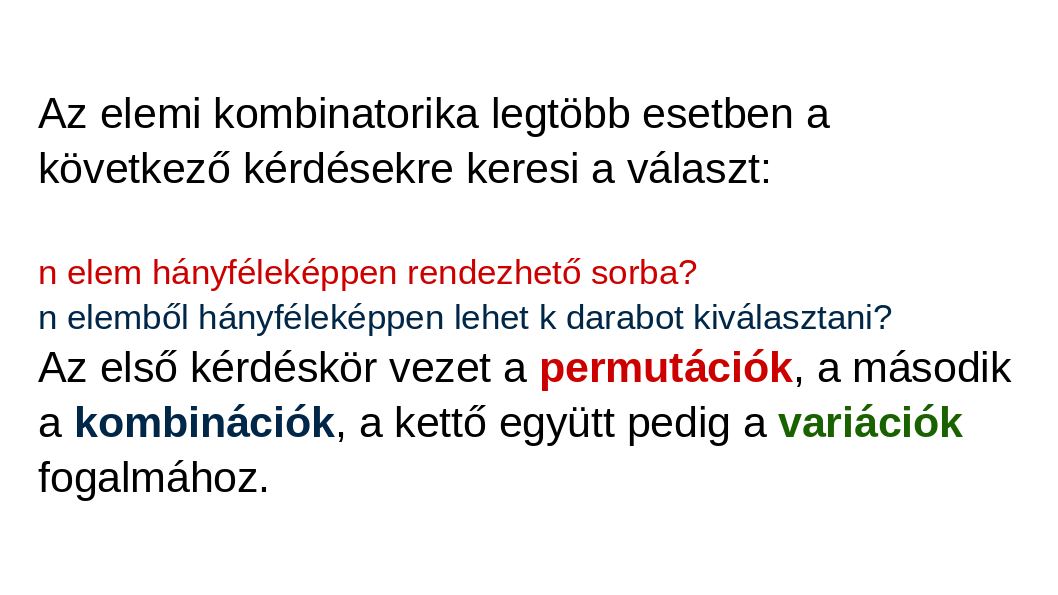 Az elemi kombinatorika legtöbb esetben a
következő kérdésekre keresi a választ:
n elem hányféleképpen rendezhető sorba?
n elemből hányféleképpen lehet k darabot kiválasztani?
Az első kérdéskör vezet a permutációk, a második
a kombinációk, a kettő együtt pedig a variációk
fogalmához.